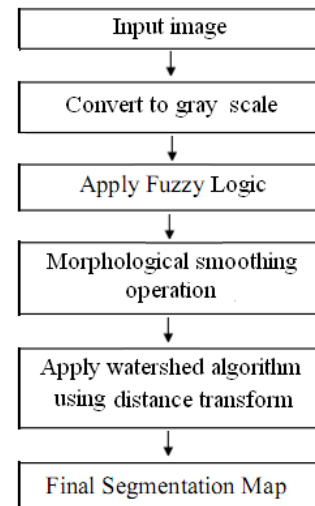 Input image
Convert to gray scale
Apply Fuzzy Logic
Morphological smoothing
operation
Apply watershed algorithm
using distance transform
Final Segmentation Map